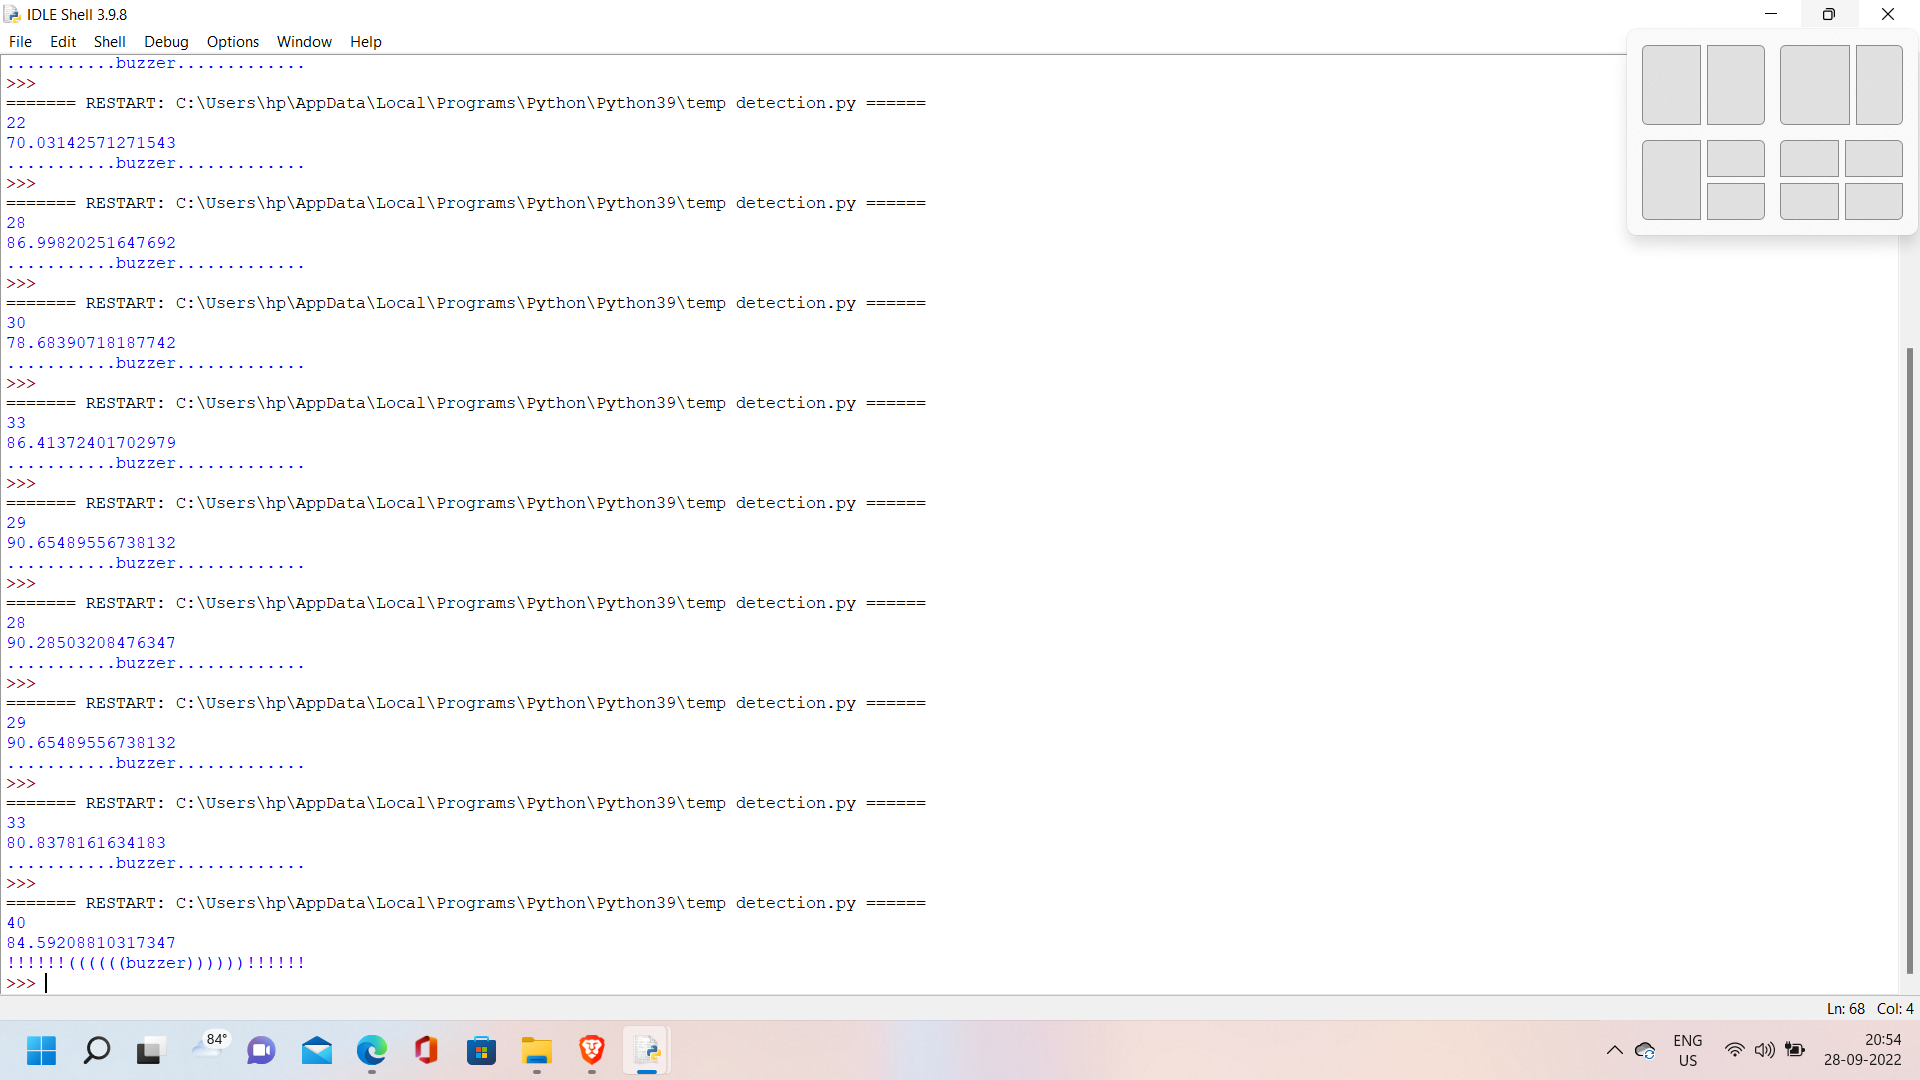 IDLE Shell 3.9.8
File Edit Shell Debug Options Window Help
...........buzzer.............
>>>
======= RESTART: C:\Users\hp\AppData\Local\Programs\Python\Python39\temp detection.py ======
22
70.03142571271543
...........buzzer.............
>>>
======= RESTART: C:\Users\hp\AppData\Local\Programs\Python\Python39\temp detection.py ======
28
86.99820251647692
...........buzzer.............
>>>
======= RESTART: C:\Users\hp\AppData\Local\Programs\Python\Python39\temp detection.py ======
30
78.68390718187742
...........buzzer.............
>>>
======= RESTART: C:\Users\hp\AppData\Local\Programs\Python\Python39\temp detection.py ======
33
86.41372401702979
...........buzzer.............
>>>
======= RESTART: C:\Users\hp\AppData\Local\Programs\Python\Python39\temp detection.py ======
29
90.65489556738132
...........buzzer.............
>>>
======= RESTART: C:\Users\hp\AppData\Local\Programs\Python\Python39\temp detection.py ======
28
90.28503208476347
...........buzzer.............
>>>
======= RESTART: C:\Users\hp\AppData\Local\Programs\Python\Python39\temp detection.py ======
29
90.65489556738132
...........buzzer.............
>>>
======= RESTART: C:\Users\hp\AppData\Local\Programs\Python\Python39\temp detection.py ======
33
80.8378161634183
...........buzzer.............
>>>
======= RESTART: C:\Users\hp\AppData\Local\Programs\Python\Python39\temp detection.py ======
40
84.59208810317347
!!!!!!((((((buzzer))))))!!!!!!
>>>
Ln: 68 Col: 4
84°
ENG
US
20:54
28-09-2022